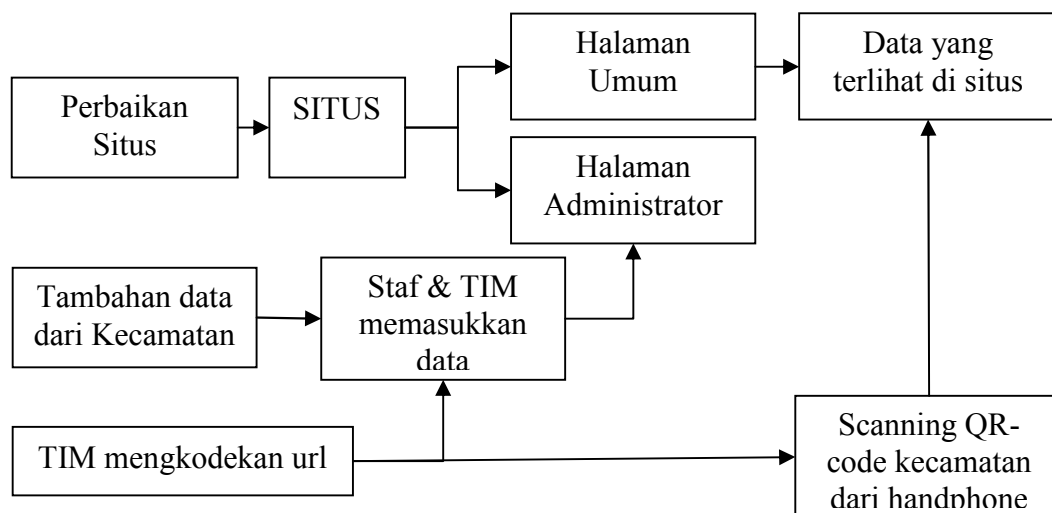 Perbaikan
Situs
SITUS
Halaman
Umum
Data yang
terlihat di situs
Halaman
Administrator
Tambahan data
dari Kecamatan
Staf & TIM
memasukkan
data
TIM mengkodekan url
Scanning QR-
code kecamatan
dari handphone